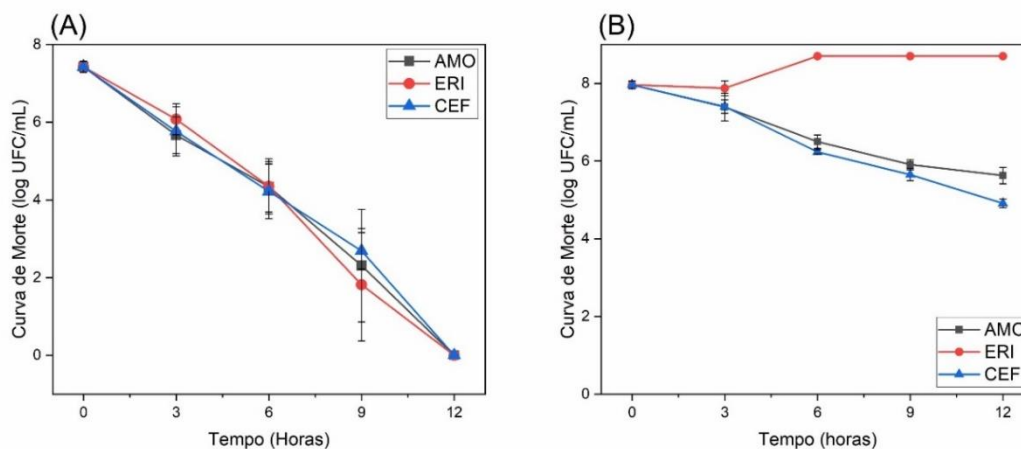 (A)
8
6
4
2
0
0
3
6
9
12
Curva de Morte (log UFC/mL)
Tempo (Horas)
AMO
ERI
CEF
(B)
8
6
4
2
0
0
3
6
9
12
Curva de Morte (log UFC/mL)
Tempo (horas)
AMO
ERI
CEF